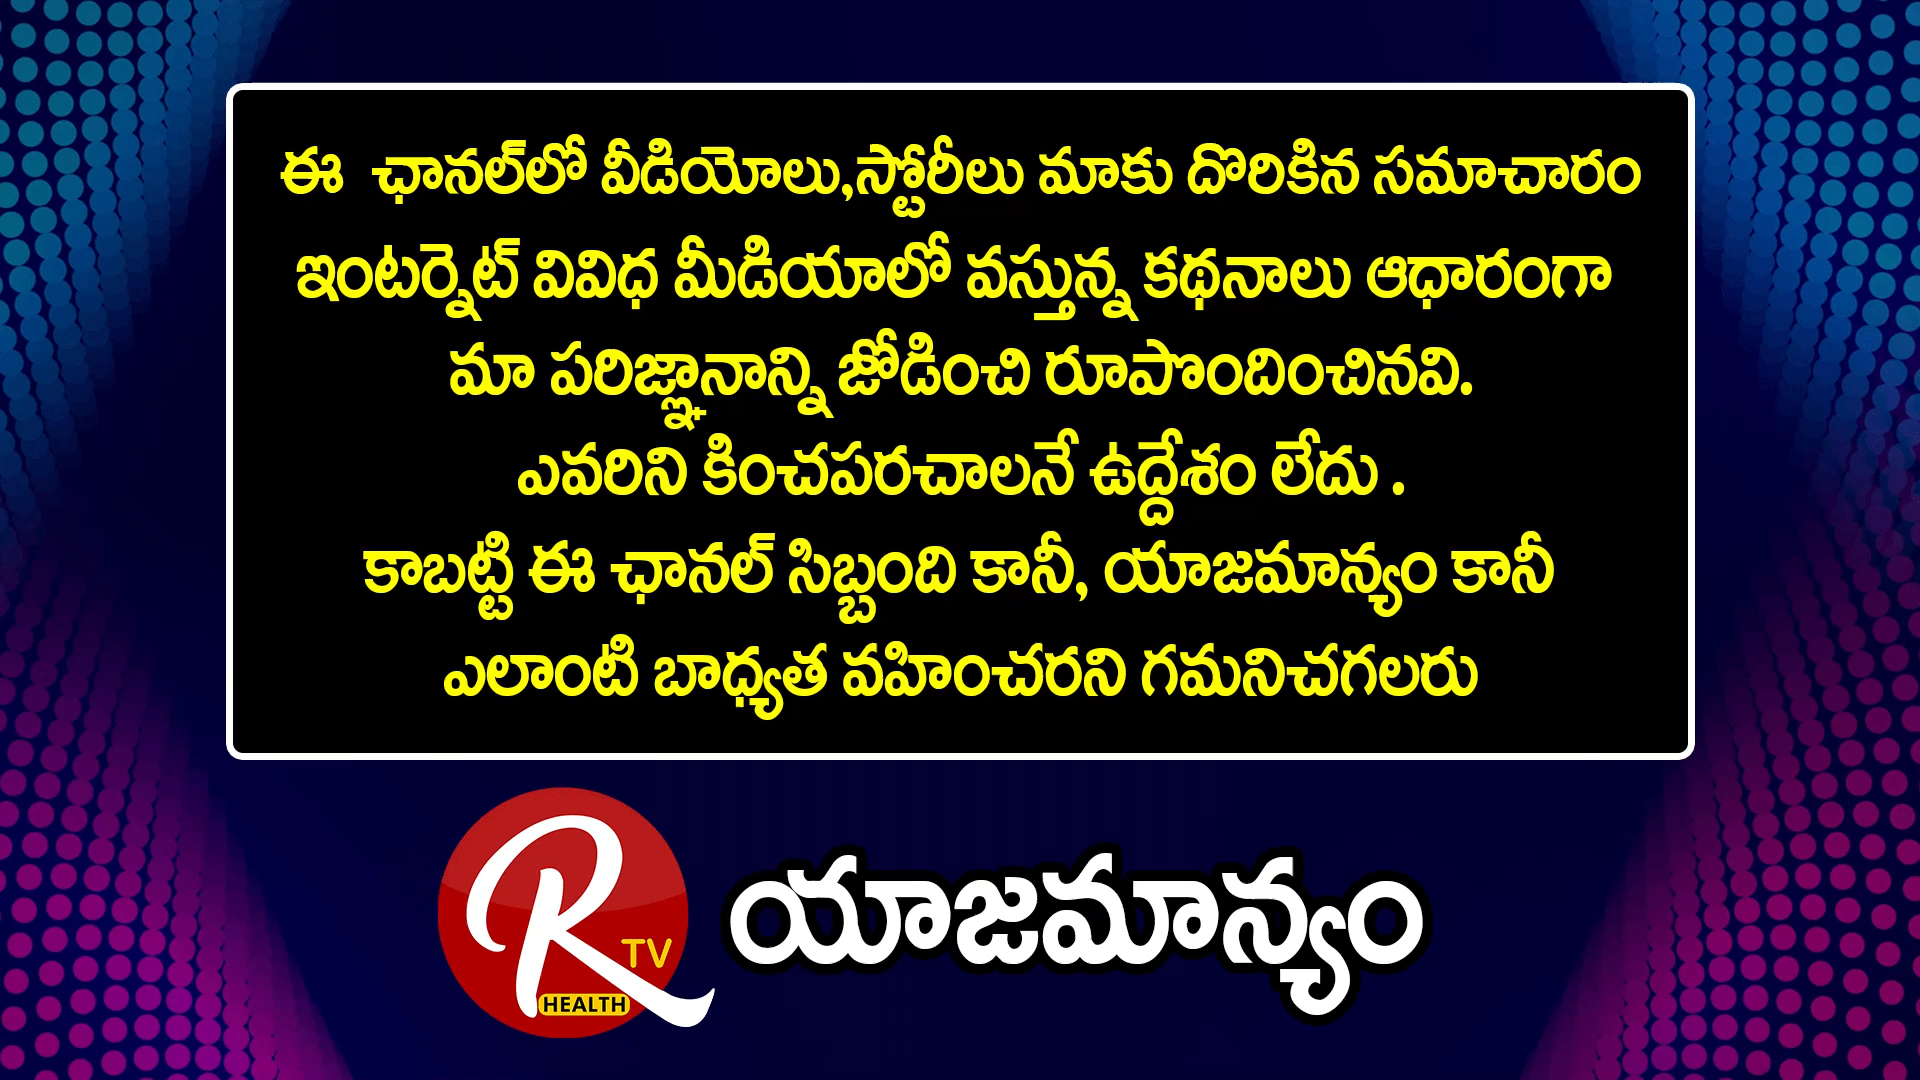 ఈ ఛానల్‌లో వీడియోలు,స్టోరీలు మాకు దొరికిన సమాచారం
ఇంటర్నెట్ వివిధ మీడియాలో వస్తున్న కథనాలు ఆధారంగా
మా పరిజ్ఞానాన్ని జోడించి రూపొందించినవి.
ఎవరిని కించపరచాలనే ఉద్దేశం లేదు .
కాబట్టి ఈ ఛానల్ సిబ్బంది కానీ, యాజమాన్యం కానీ
ఎలాంటి బాధ్యత వహించరని గమనిచగలరు
R TV
HEALTH
యాజమాన్యం